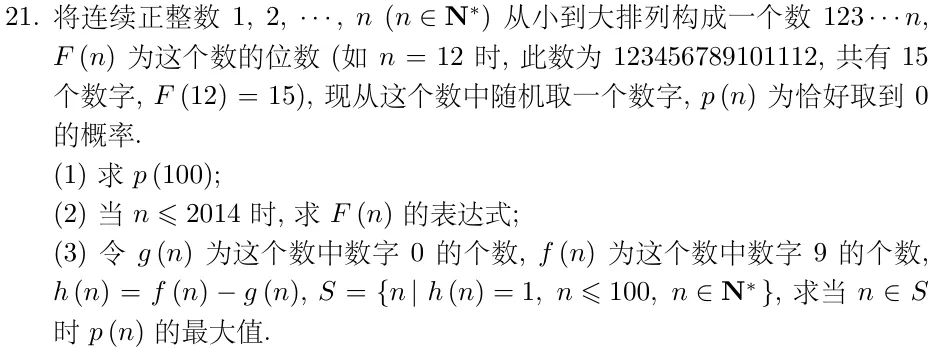 21. 将连续正整数 1, 2, ⋯, n (n ∈ N*) 从小到大排列构成一个数 123⋯n,
F (n) 为这个数的位数 (如 n = 12 时, 此数为 123456789101112, 共有 15
个数字, F (12) = 15), 现从这个数中随机取一个数字, p (n) 为恰好取到 0
的概率.
(1) 求 p (100);
(2) 当 n ⩽ 2014 时, 求 F (n) 的表达式;
(3) 令 g (n) 为这个数中数字 0 的个数, f (n) 为这个数中数字 9 的个数,
h (n) = f (n) − g (n), S = {n | h (n) = 1, n ⩽ 100, n ∈ N*}, 求当 n ∈ S
时 p (n) 的最大值.